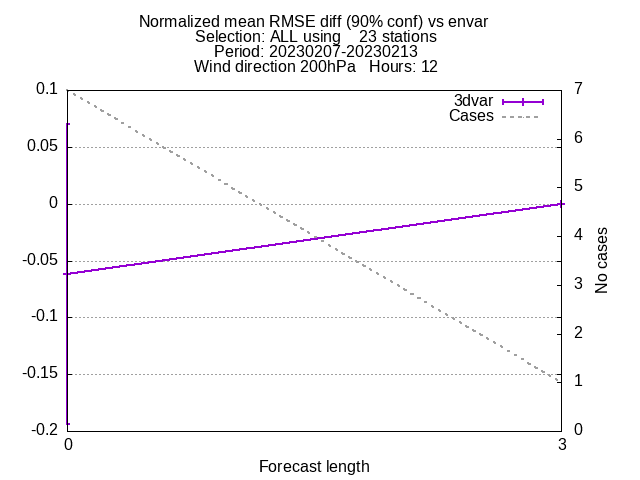 Normalized mean RMSE diff (90% conf) vs envar
Selection: ALL using    23 stations
Period: 20230207-20230213
Wind direction 200hPa   Hours: 12
3dvar
Cases
0.1
0.05
0
-0.05
-0.1
-0.15
-0.2
7
6
5
4
3
2
1
0
No cases
0
3
Forecast length